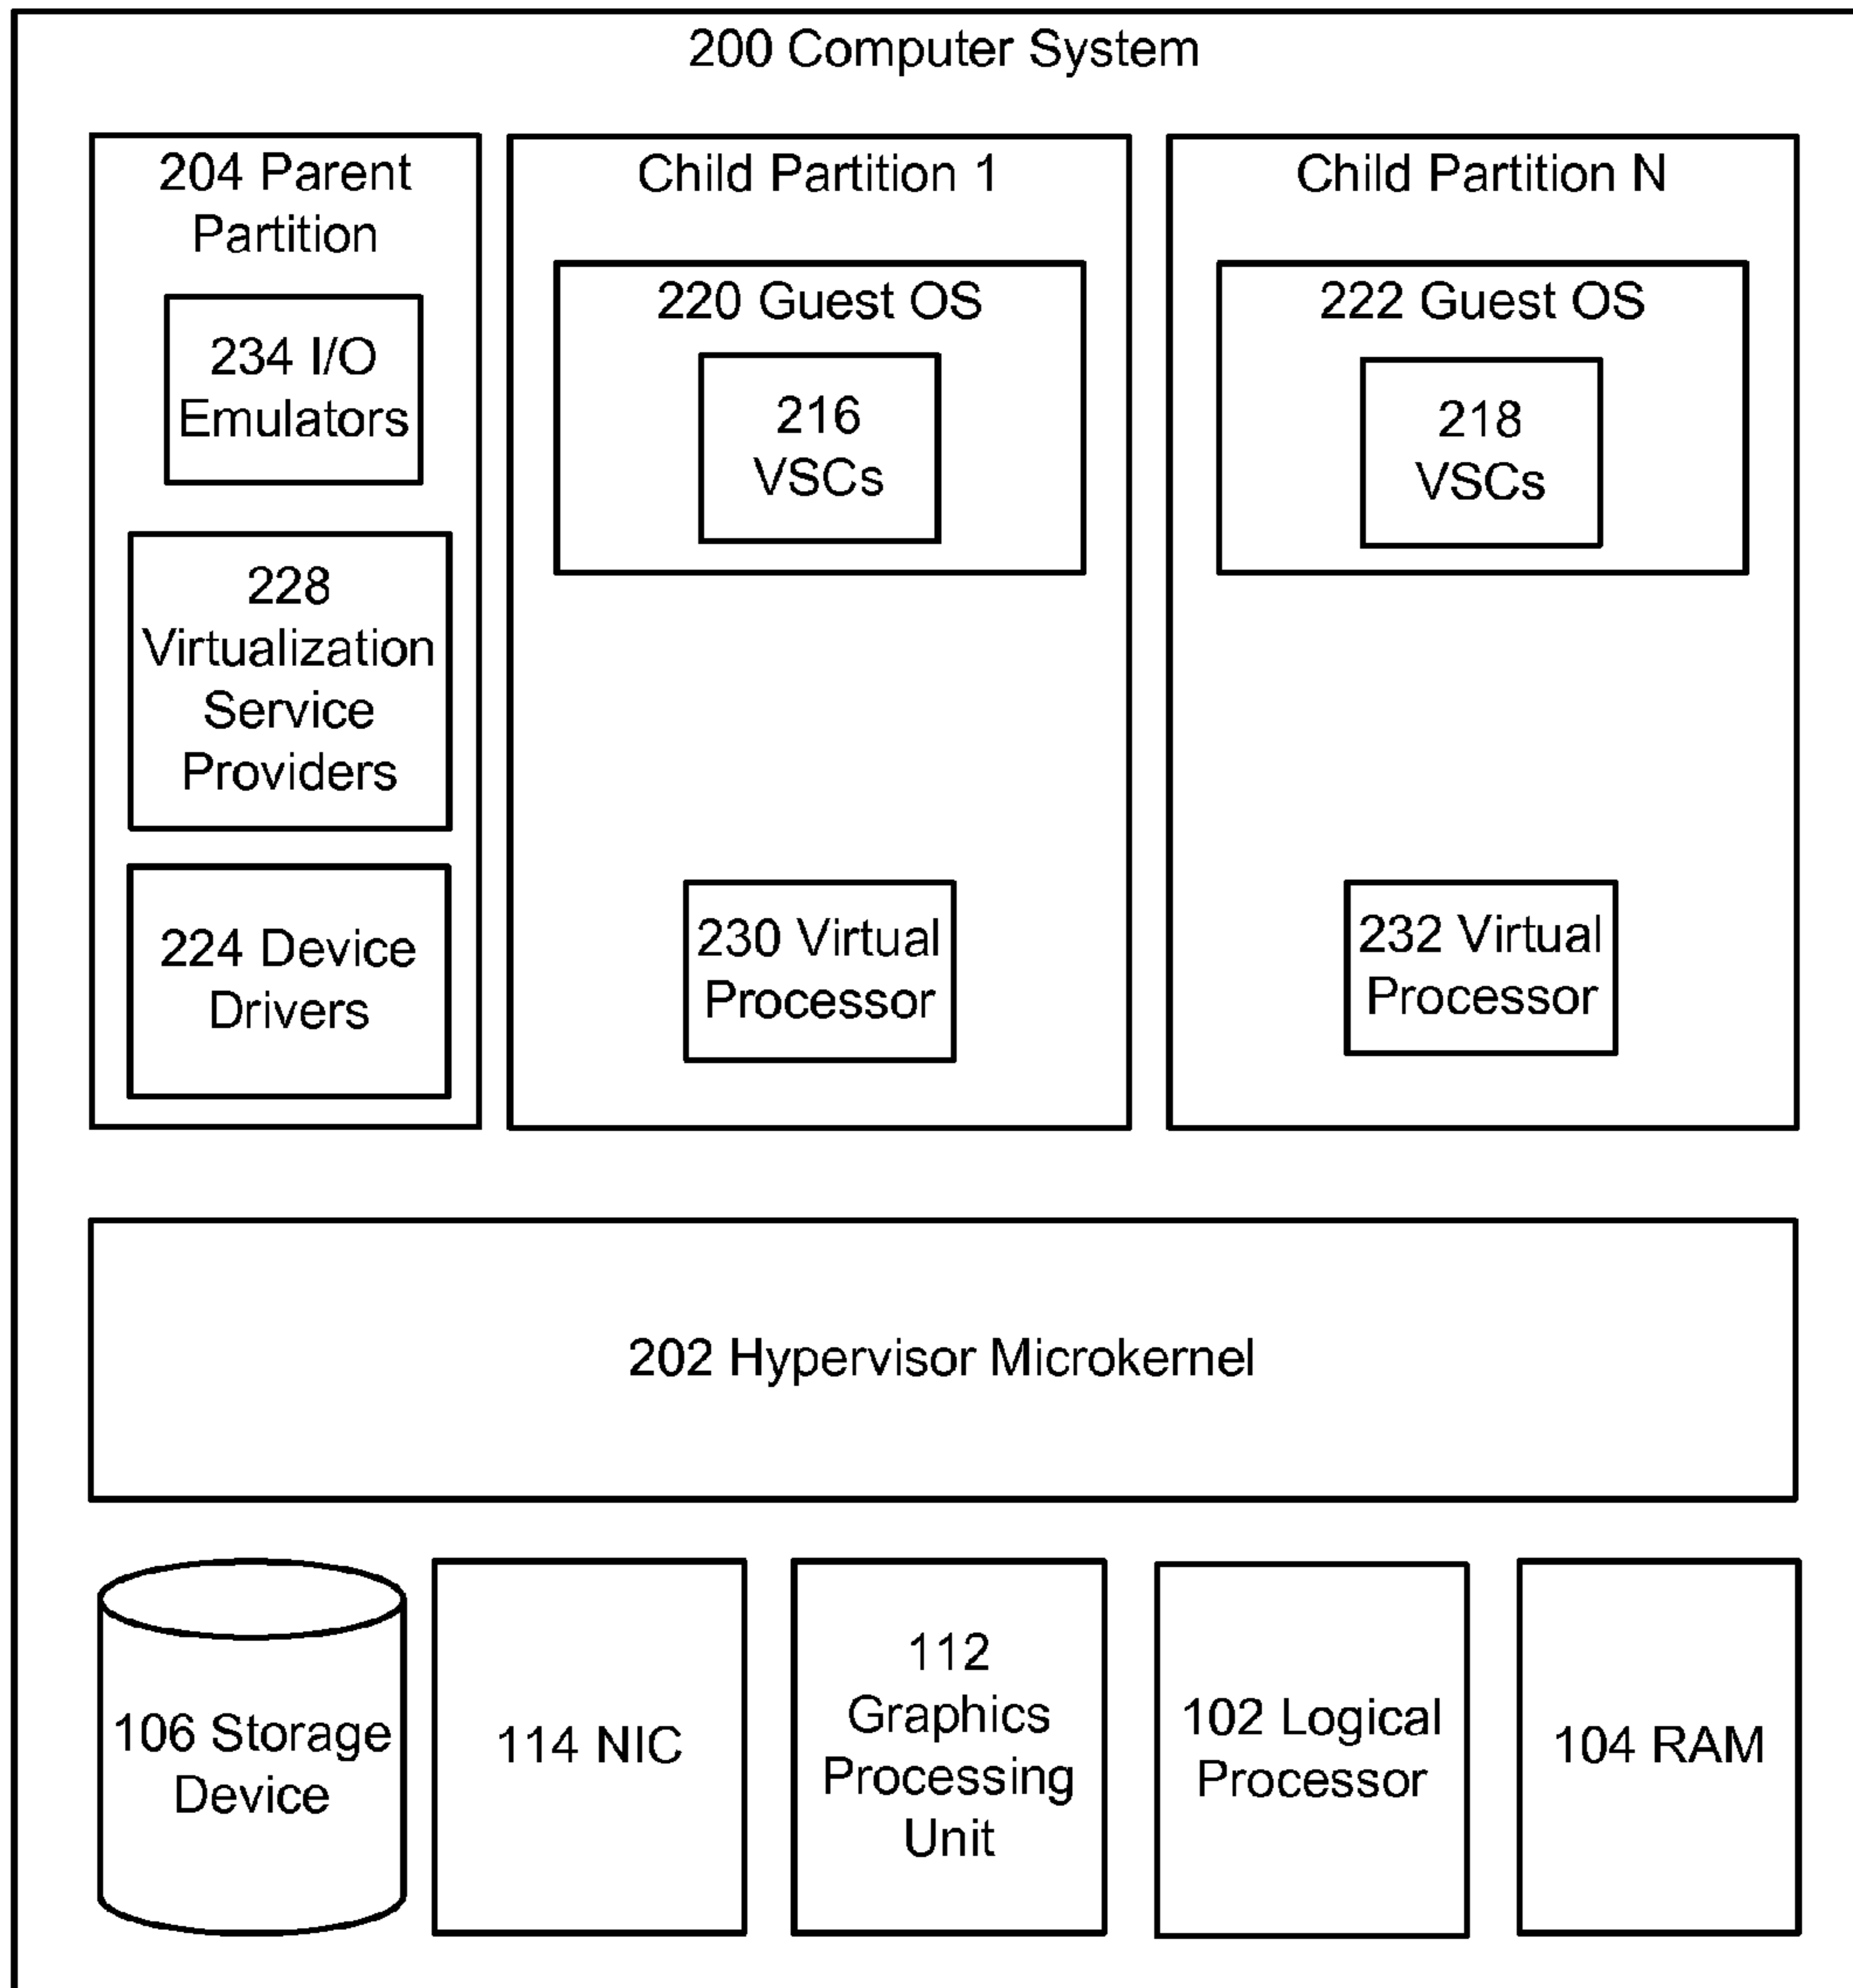 200 Computer System
204 Parent
Partition
234 I/O
Emulators
228
Virtualization
Service
Providers
224 Device
Drivers
Child Partition 1
220 Guest OS
216
VSCs
230 Virtual
Processor
Child Partition N
222 Guest OS
218
VSCs
232 Virtual
Processor
202 Hypervisor Microkernel
106 Storage
Device
114 NIC
112
Graphics
Processing
Unit
102 Logical
Processor
104 RAM